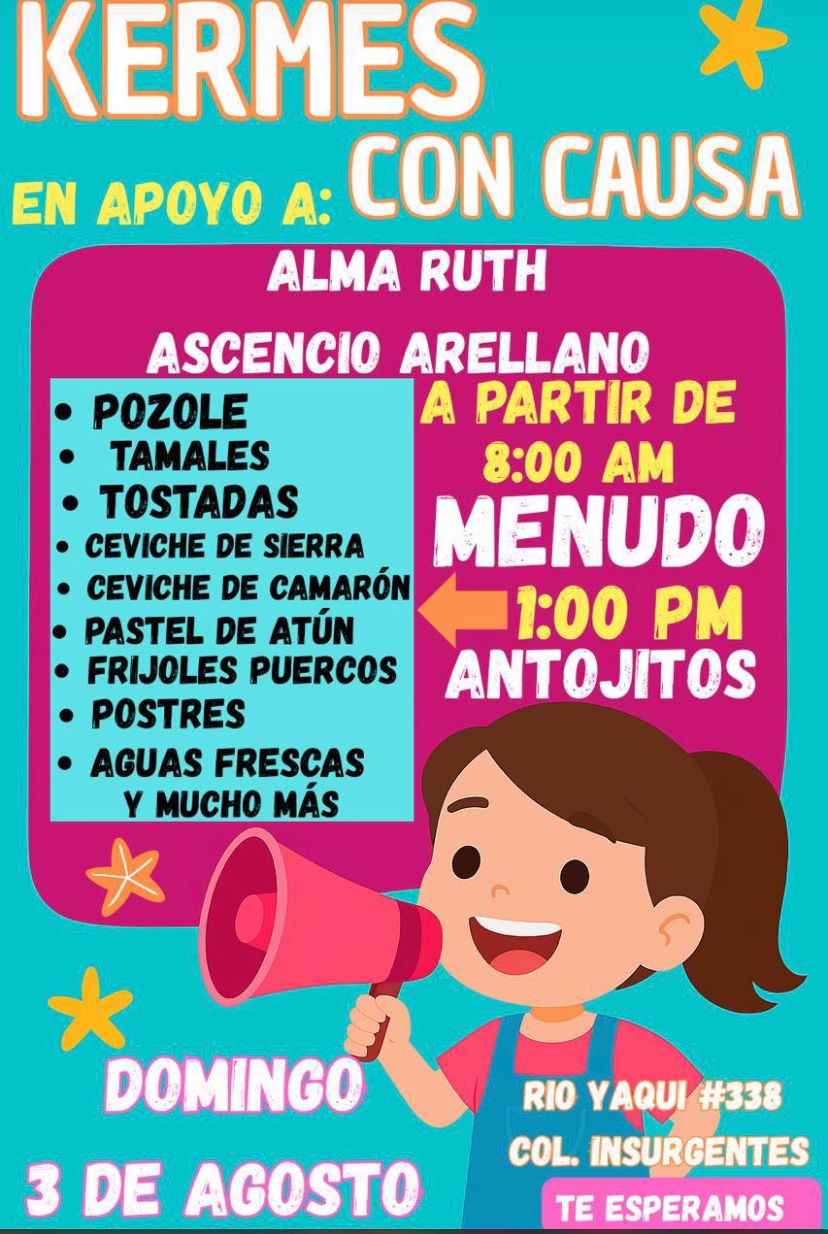 KERMES
CON CAUSA
EN APOYO A:
ALMA RUTH
ASCENCIO ARELLANO
• POZOLE
• TAMALES
• TOSTADAS
• CEVICHE DE SIERRA
• CEVICHE DE CAMARÓN
• PASTEL DE ATÚN
• FRIJOLES PUERCOS
• POSTRES
• AGUAS FRESCAS
Y MUCHO MÁS
A PARTIR DE
8:00 AM
MENUDO
1:00 PM
ANTOJITOS
DOMINGO
3 DE AGOSTO
RIO YAQUI #338
COL. INSURGENTES
TE ESPERAMOS